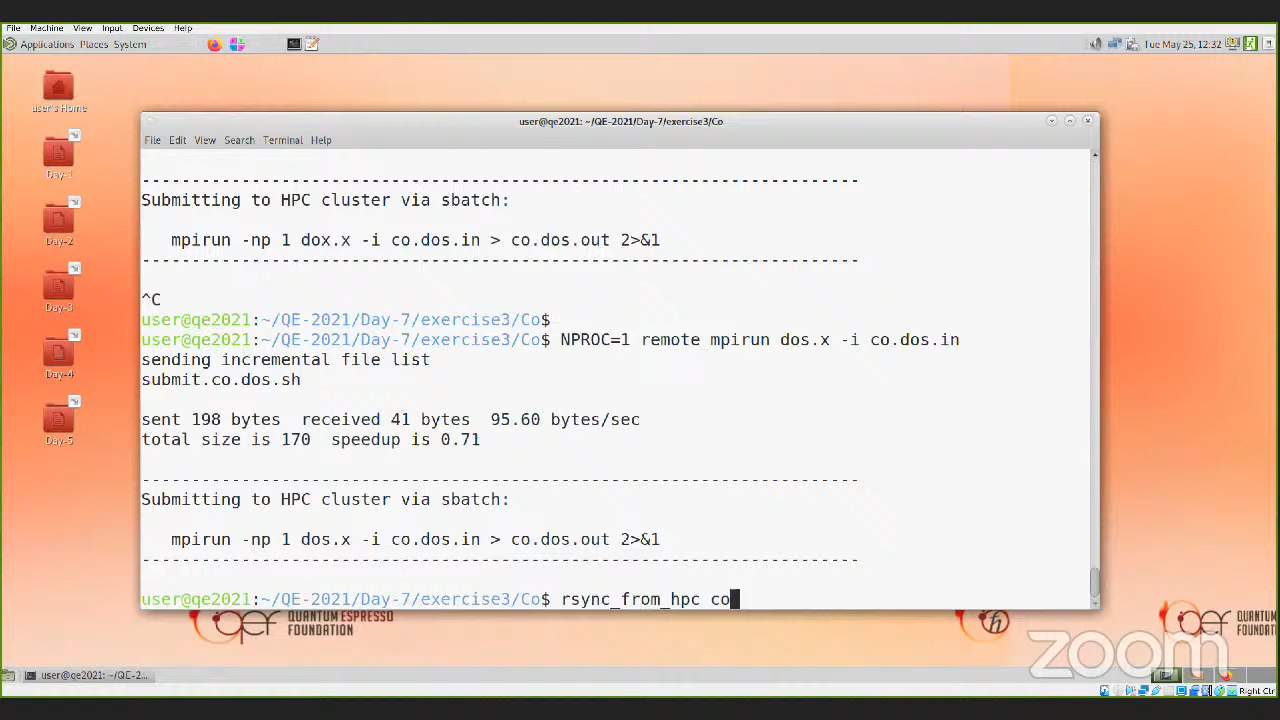 File Machine View Input Devices Help
Applications Places System
Tue May 25, 12:32
user's Home
Day-1
Day-2
Day-3
Day-4
Day-5
user@qe2021: ~/QE-2021/Day-7/exercise3/Co
File Edit View Search Terminal Help
------------------------------------------------------------------------
Submitting to HPC cluster via sbatch:
mpirun -np 1 dox.x -i co.dos.in > co.dos.out 2>&1
------------------------------------------------------------------------
^C
user@qe2021:~/QE-2021/Day-7/exercise3/Co$
user@qe2021:~/QE-2021/Day-7/exercise3/Co$ NPROC=1 remote mpirun dos.x -i co.dos.in
sending incremental file list
submit.co.dos.sh
sent 198 bytes received 41 bytes 95.60 bytes/sec
total size is 170 speedup is 0.71
------------------------------------------------------------------------
Submitting to HPC cluster via sbatch:
mpirun -np 1 dos.x -i co.dos.in > co.dos.out 2>&1
------------------------------------------------------------------------
user@qe2021:~/QE-2021/Day-7/exercise3/Co$ rsync_from_hpc co
QUANTUM ESPRESSO
FOUNDATION
QUANTUM
FOUNDATION
zoom
user@qe2021: ~/QE-2...
Right Ctr